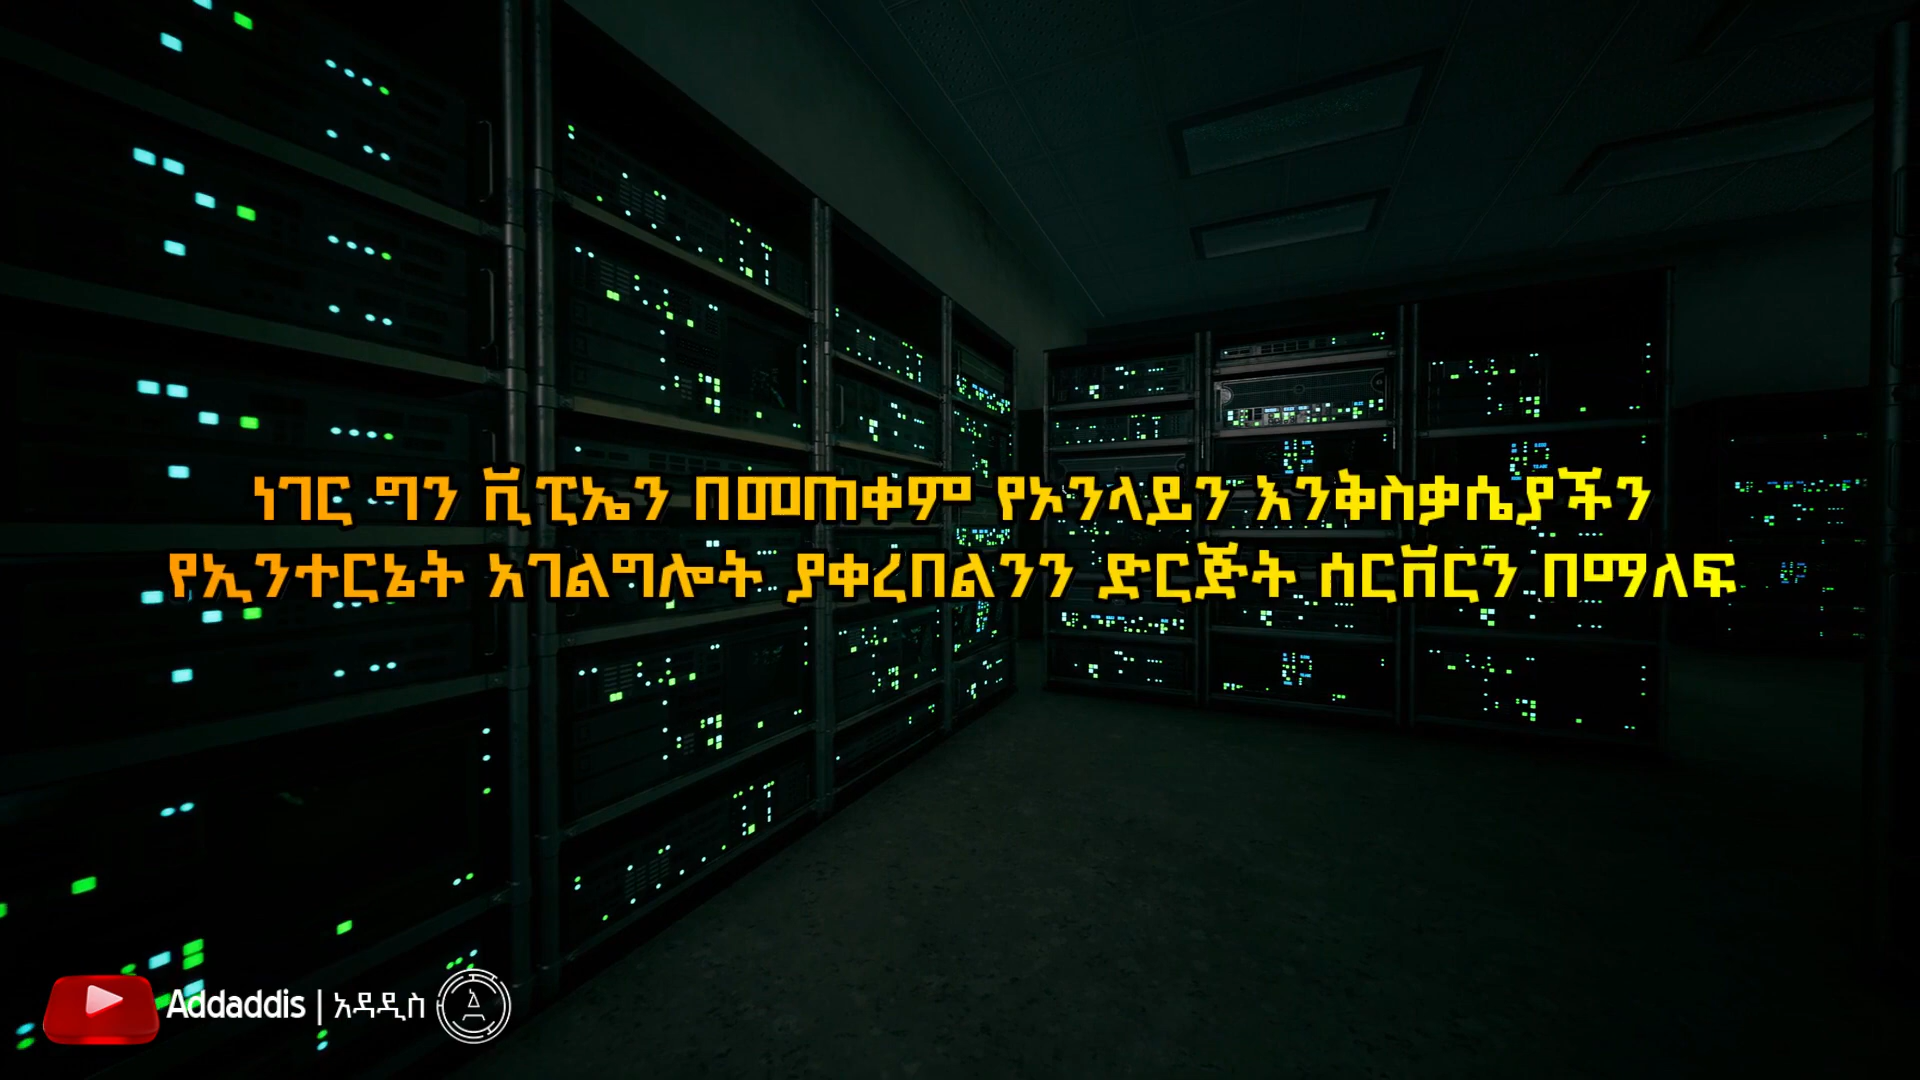 ነገር ግን ቪፒኤን በመጠቀም የኦንላይን እንቅስቃሴያችን
የኢንተርኔት አገልግሎት ያቀረበልንን ድርጅት ሰርቨርን በማለፍ
Addaddis | አዳዲስ